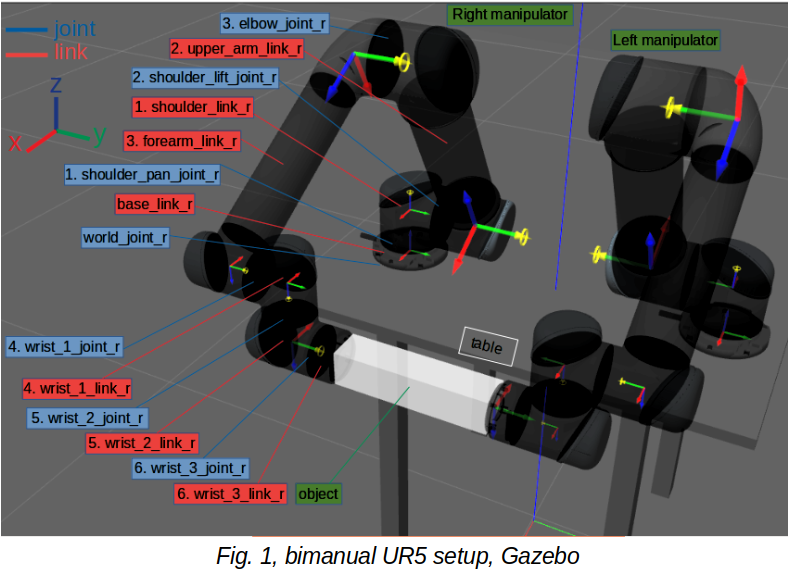 Right manipulator
3. elbow_joint_r
joint
link
2. upper_arm_link_r
Left manipulator
2. shoulder_lift_joint_r
z
1. shoulder_link_r
y
x
3. forearm_link_r
1. shoulder_pan_joint_r
base_link_r
world_joint_r
table
4. wrist_1_joint_r
4. wrist_1_link_r
5. wrist_2_joint_r
5. wrist_2_link_r
6. wrist_3_joint_r
6. wrist_3_link_r
object
Fig. 1, bimanual UR5 setup, Gazebo